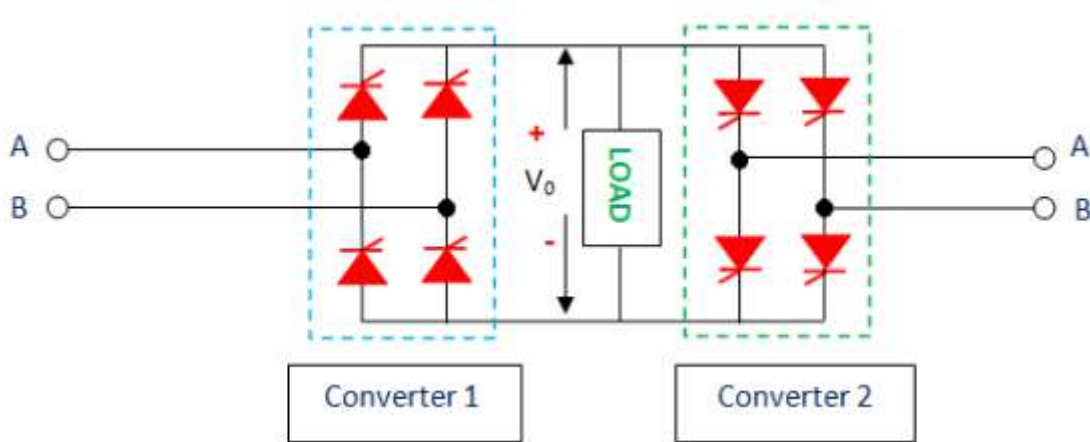 A
B
+
V₀
-
LOAD
A
B
Converter 1
Converter 2